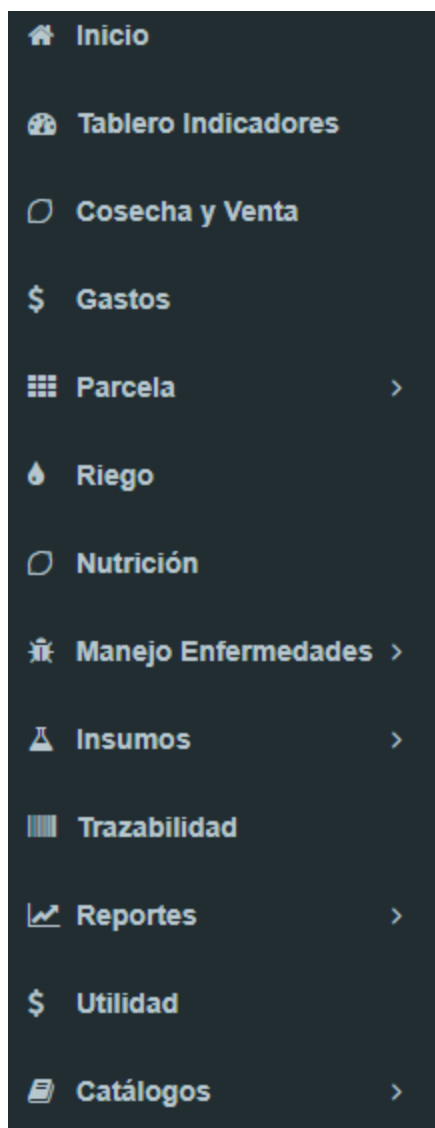 Inicio
Tablero Indicadores
Cosecha y Venta
$ Gastos
Parcela
Riego
Nutrición
Manejo Enfermedades
Insumos
Trazabilidad
Reportes
$ Utilidad
Catálogos